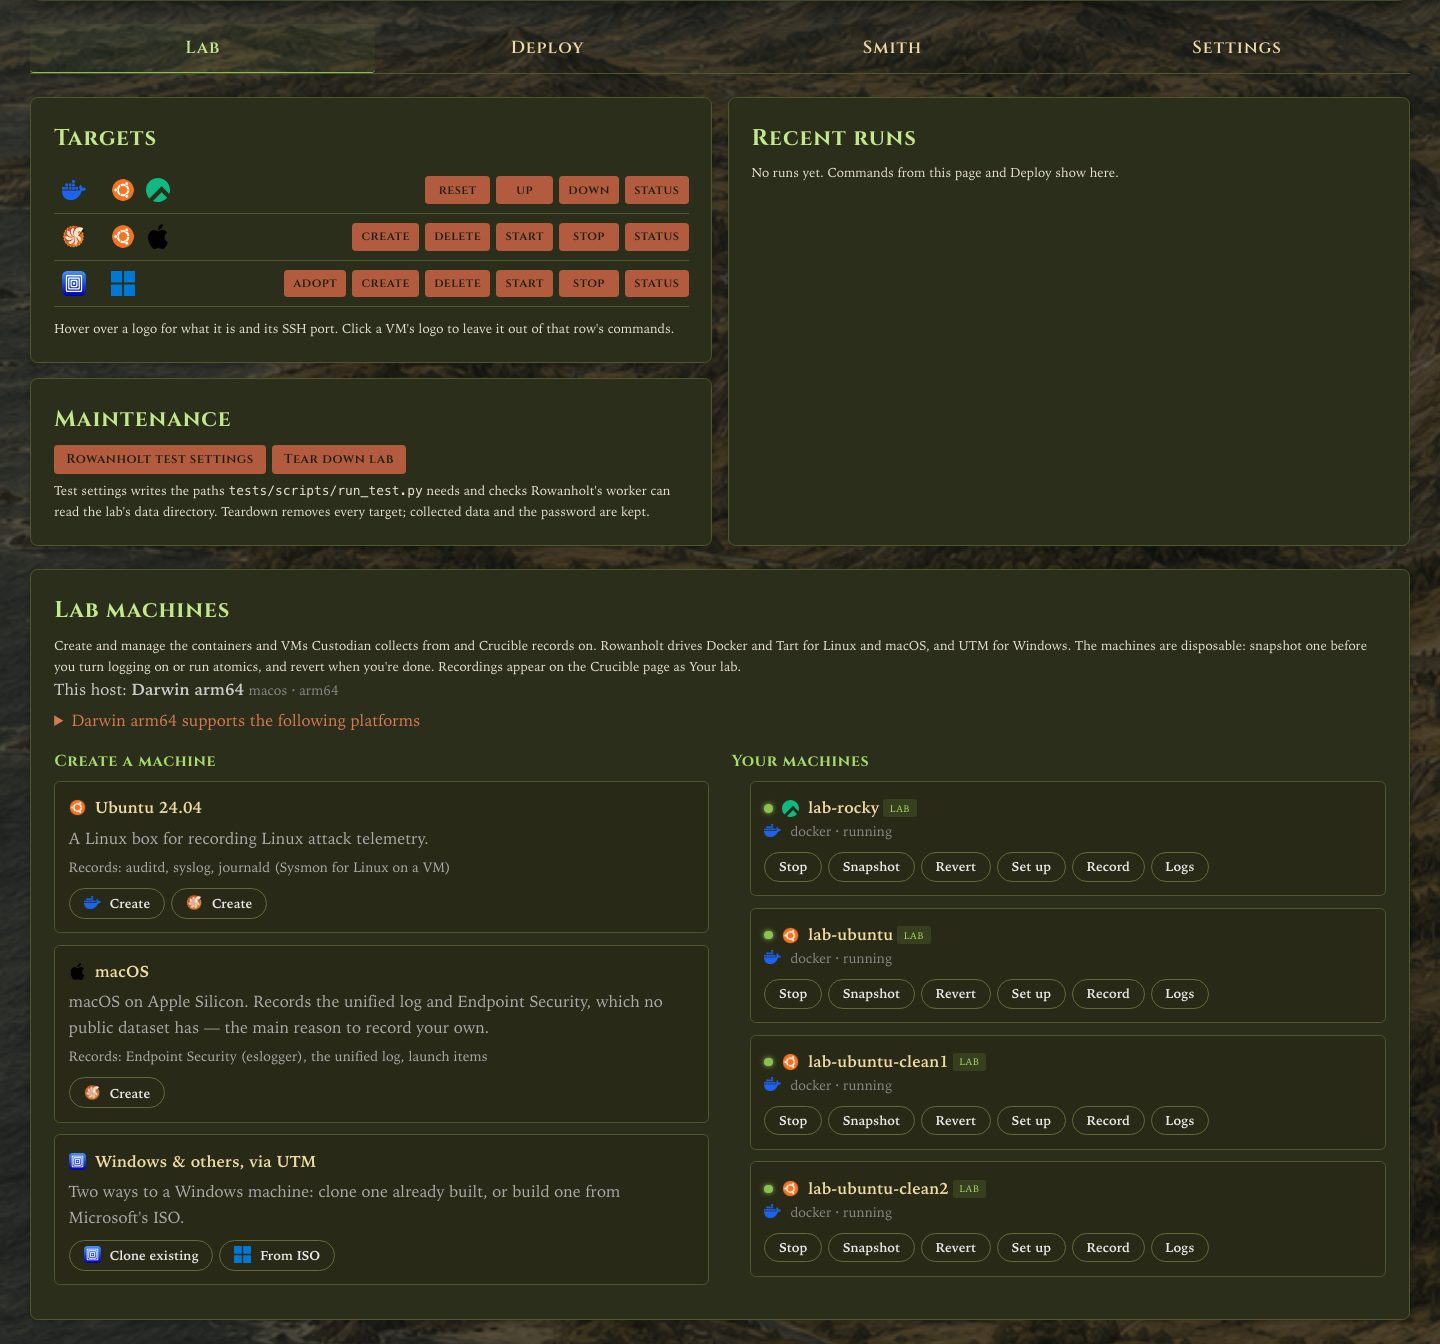 Lab
Deploy
Smith
Settings
Targets
Reset Up Down Status
Create Delete Start Stop Status
Adopt Create Delete Start Stop Status
Hover over a logo for what it is and its SSH port. Click a VM's logo to leave it out of that row's commands.
Recent runs
No runs yet. Commands from this page and Deploy show here.
Maintenance
Rowanholt test settings Tear down lab
Test settings writes the paths tests/scripts/run_test.py needs and checks Rowanholt's worker can
read the lab's data directory. Teardown removes every target; collected data and the password are kept.
Lab machines
Create and manage the containers and VMs Custodian collects from and Crucible records on. Rowanholt drives Docker and Tart for Linux and macOS, and UTM for Windows. The machines are disposable: snapshot one before
you turn logging on or run atomics, and revert when you're done. Recordings appear on the Crucible page as Your lab.
This host: Darwin arm64 macos · arm64
Darwin arm64 supports the following platforms
Create a machine
Ubuntu 24.04
A Linux box for recording Linux attack telemetry.
Records: auditd, syslog, journald (Sysmon for Linux on a VM)
Create Create
macOS
macOS on Apple Silicon. Records the unified log and Endpoint Security, which no
public dataset has — the main reason to record your own.
Records: Endpoint Security (eslogger), the unified log, launch items
Create
Windows & others, via UTM
Two ways to a Windows machine: clone one already built, or build one from
Microsoft's ISO.
Clone existing From ISO
Your machines
lab-rocky LAB
docker · running
Stop Snapshot Revert Set up Record Logs
lab-ubuntu LAB
docker · running
Stop Snapshot Revert Set up Record Logs
lab-ubuntu-clean1 LAB
docker · running
Stop Snapshot Revert Set up Record Logs
lab-ubuntu-clean2 LAB
docker · running
Stop Snapshot Revert Set up Record Logs